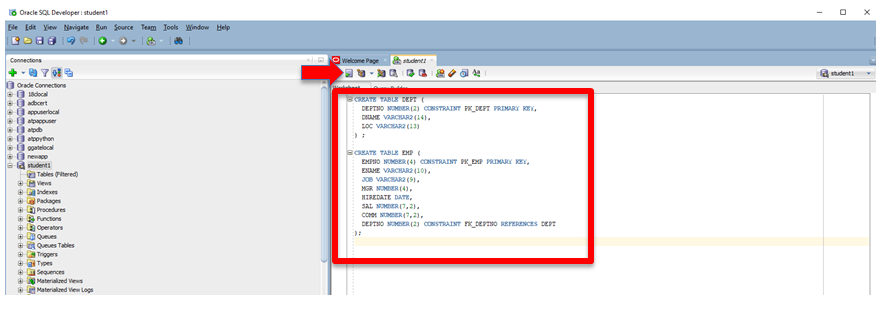 Oracle SQL Developer : student1
File Edit View Navigate Run Source Team Tools Window Help
Connections
Welcome Page
student1
student1
Oracle Connections
18clocal
adbcert
appuserlocal
atpappuser
atpdb
atppython
ggatelocal
newapp
student1
Tables (Filtered)
Views
Indexes
Packages
Procedures
Functions
Operators
Queues
Queues Tables
Triggers
Types
Sequences
Materialized Views
Materialized View Logs
CREATE TABLE DEPT (
DEPTNO NUMBER(2) CONSTRAINT PK_DEPT PRIMARY KEY,
DNAME VARCHAR2(14),
LOC VARCHAR2(13)
) ;
CREATE TABLE EMP (
EMPNO NUMBER(4) CONSTRAINT PK_EMP PRIMARY KEY,
ENAME VARCHAR2(10),
JOB VARCHAR2(9),
MGR NUMBER(4),
HIREDATE DATE,
SAL NUMBER(7,2),
COMM NUMBER(7,2),
DEPTNO NUMBER(2) CONSTRAINT FK_DEPTNO REFERENCES DEPT
);